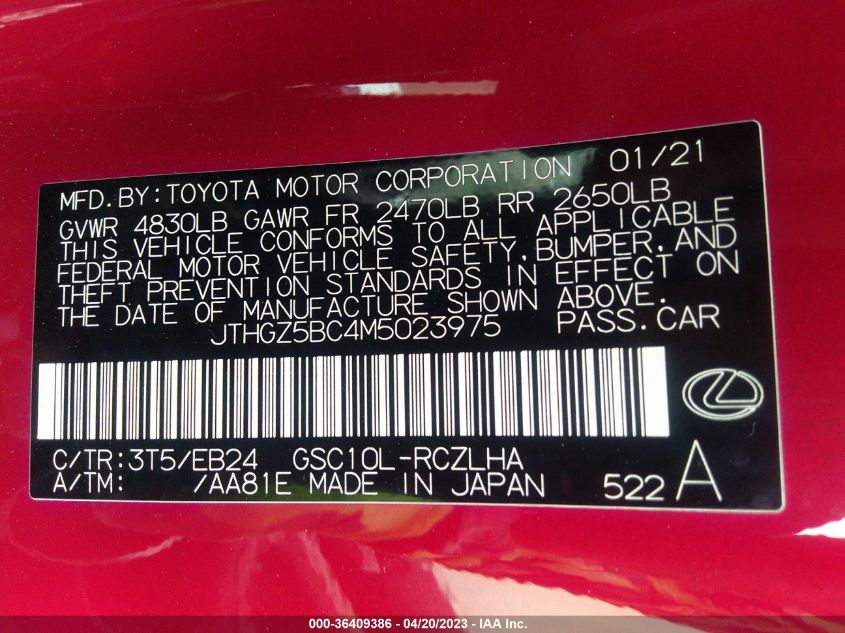 MFD. BY: TOYOTA MOTOR CORPORATION 01/21
GVWR 4830LB GAWR FR 2470LB RR 2650LB
THIS VEHICLE CONFORMS TO ALL APPLICABLE
FEDERAL MOTOR VEHICLE SAFETY, BUMPER, AND
THEFT PREVENTION STANDARDS IN EFFECT ON
THE DATE OF MANUFACTURE SHOWN ABOVE.
JTHGZ5BC4M5023975 PASS. CAR
C/TR: 3T5/EB24 GSC10L-RCZLHA
A/TM: /AA81E MADE IN JAPAN 522 A
000-36409386 - 04/20/2023 - IAA Inc.